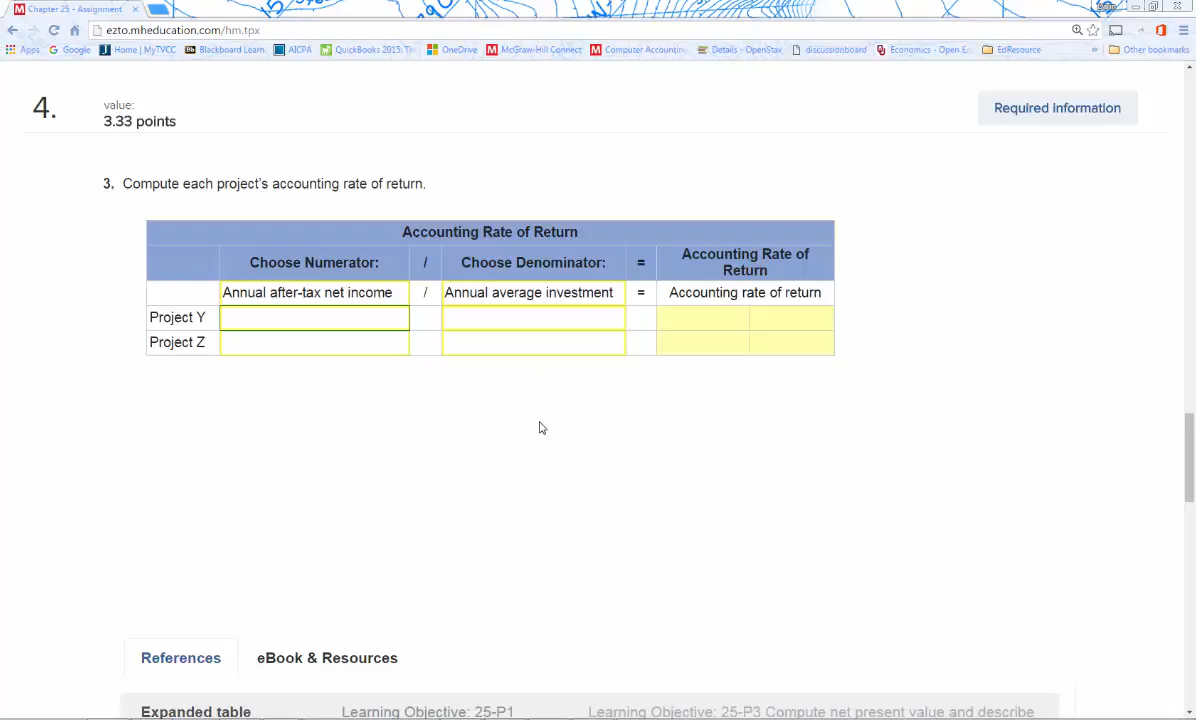 Chapter 25 - Assignment
ezto.mheducation.com/hm.tpx
Apps Google Home | MyTVCC Blackboard Learn AICPA QuickBooks 2015: OneDrive McGraw-Hill Connect Computer Accountin Details - OpenStax discussionboard Economics - Open EdResource » Other bookmarks
4.
value:
3.33 points
Required information
3. Compute each project's accounting rate of return.
Accounting Rate of Return
Choose Numerator: / Choose Denominator: = Accounting Rate of Return
Annual after-tax net income / Annual average investment = Accounting rate of return
Project Y
Project Z
References eBook & Resources
Expanded table Learning Objective: 25-P1 Learning Objective: 25-P3 Compute net present value and describe